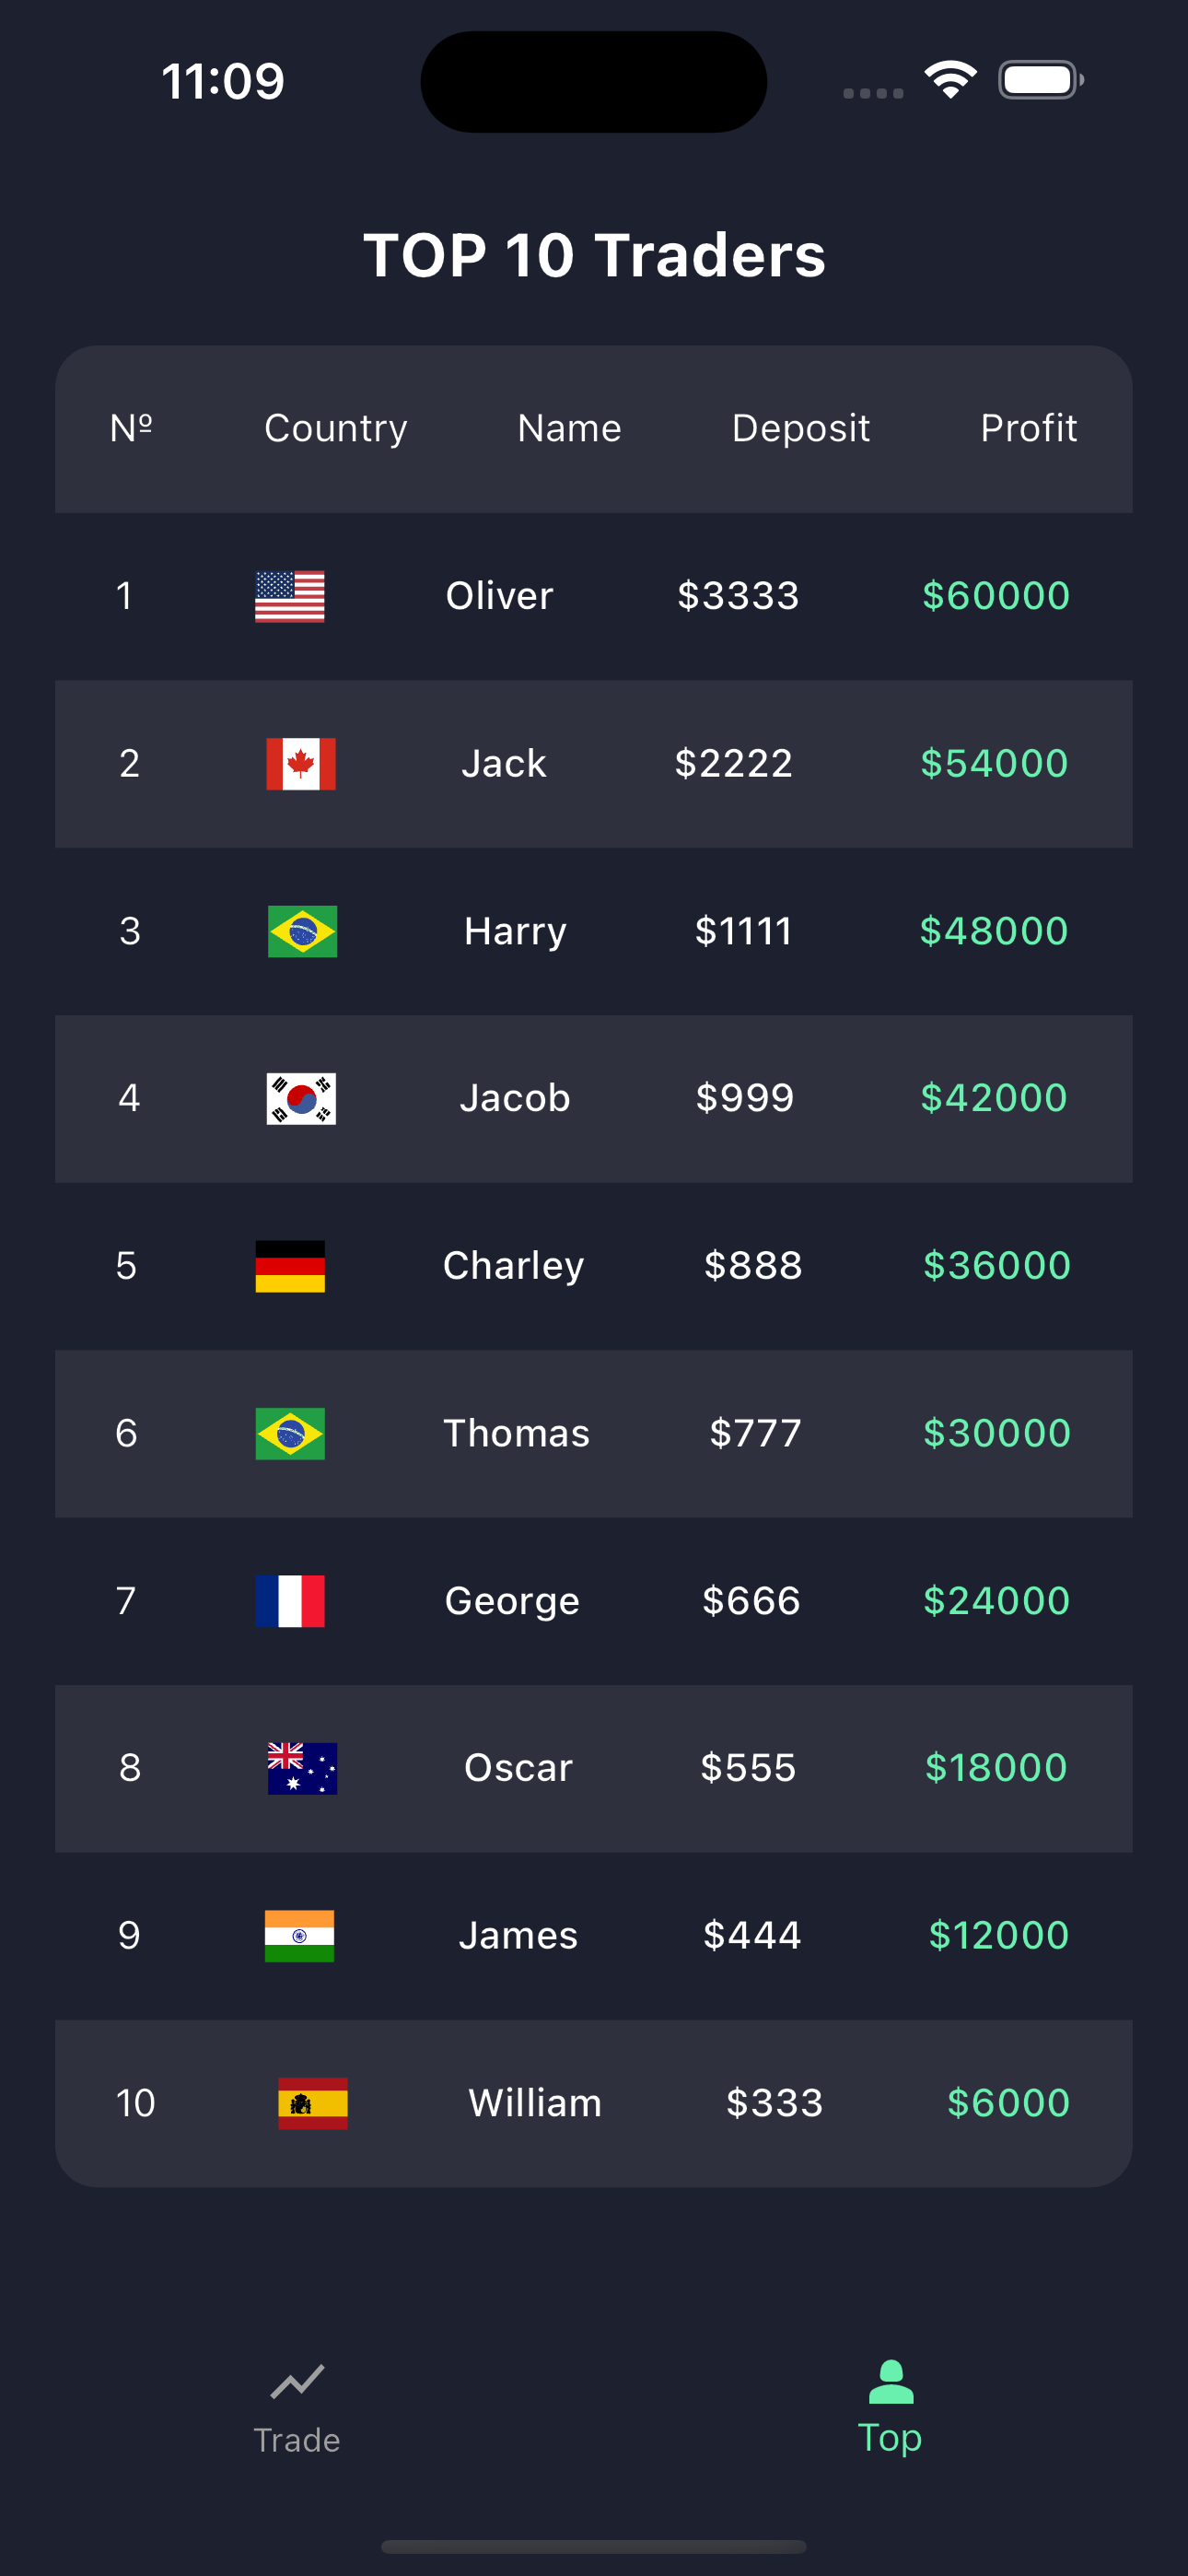 11:09
TOP 10 Traders
Nº Country Name Deposit Profit
1 Oliver $3333 $60000
2 Jack $2222 $54000
3 Harry $1111 $48000
4 Jacob $999 $42000
5 Charley $888 $36000
6 Thomas $777 $30000
7 George $666 $24000
8 Oscar $555 $18000
9 James $444 $12000
10 William $333 $6000
Trade Top